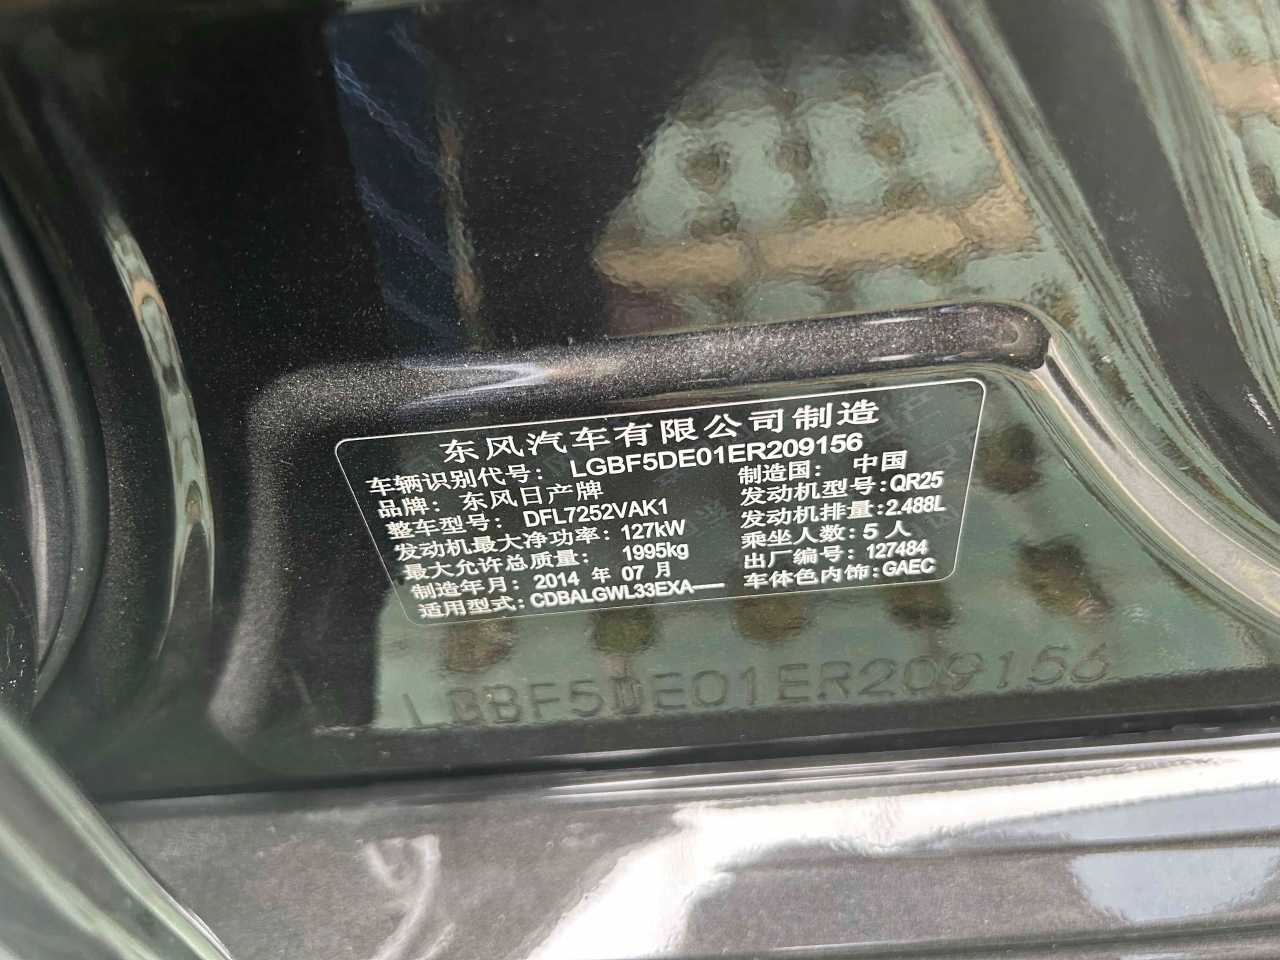 东风汽车有限公司制造
车辆识别代号： LGBF5DE01ER209156
品牌： 东风日产牌 制造国： 中国
整车型号： DFL7252VAK1 发动机型号：QR25
发动机最大净功率： 127kW 发动机排量：2.488L
最大允许总质量： 1995kg 乘坐人数：5 人
制造年月： 2014 年 07 月 出厂编号： 127484
适用型式：CDBALGWL33EXA—— 车体色内饰：GAEC
LGBF5DE01ER209156